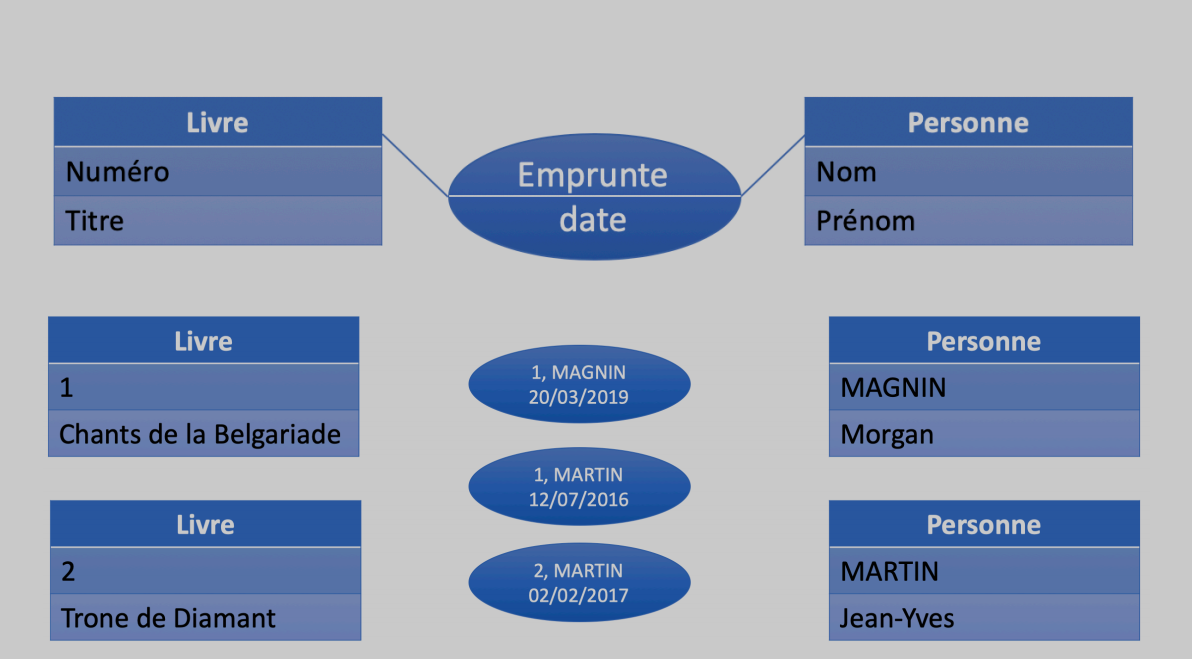 Livre
Numéro
Titre
Emprunte
date
Personne
Nom
Prénom
Livre
1
Chants de la Belgariade
1, MAGNIN
20/03/2019
Personne
MAGNIN
Morgan
1, MARTIN
12/07/2016
Livre
2
Trone de Diamant
2, MARTIN
02/02/2017
Personne
MARTIN
Jean-Yves